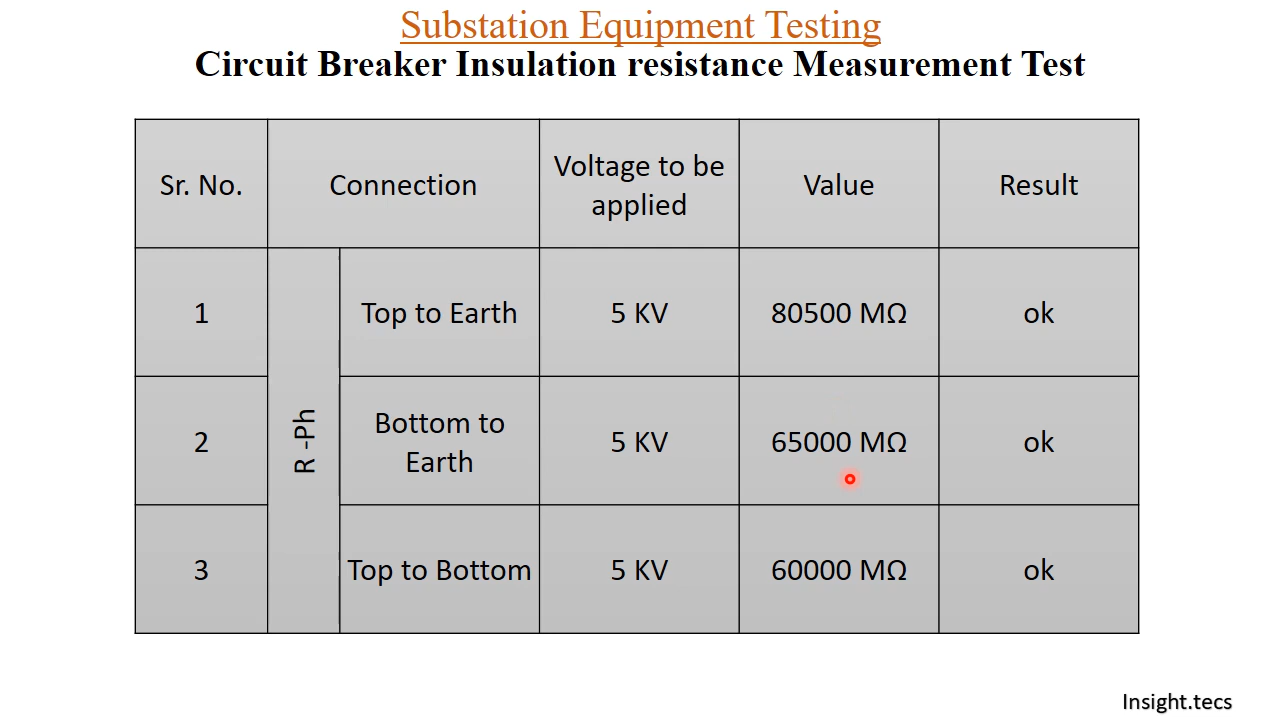 Substation Equipment Testing
Circuit Breaker Insulation resistance Measurement Test
Sr. No.
Connection
Voltage to be
applied
Value
Result
1
R -Ph
Top to Earth
5 KV
80500 MΩ
ok
2
Bottom to
Earth
5 KV
65000 MΩ
ok
3
Top to Bottom
5 KV
60000 MΩ
ok
Insight.tecs